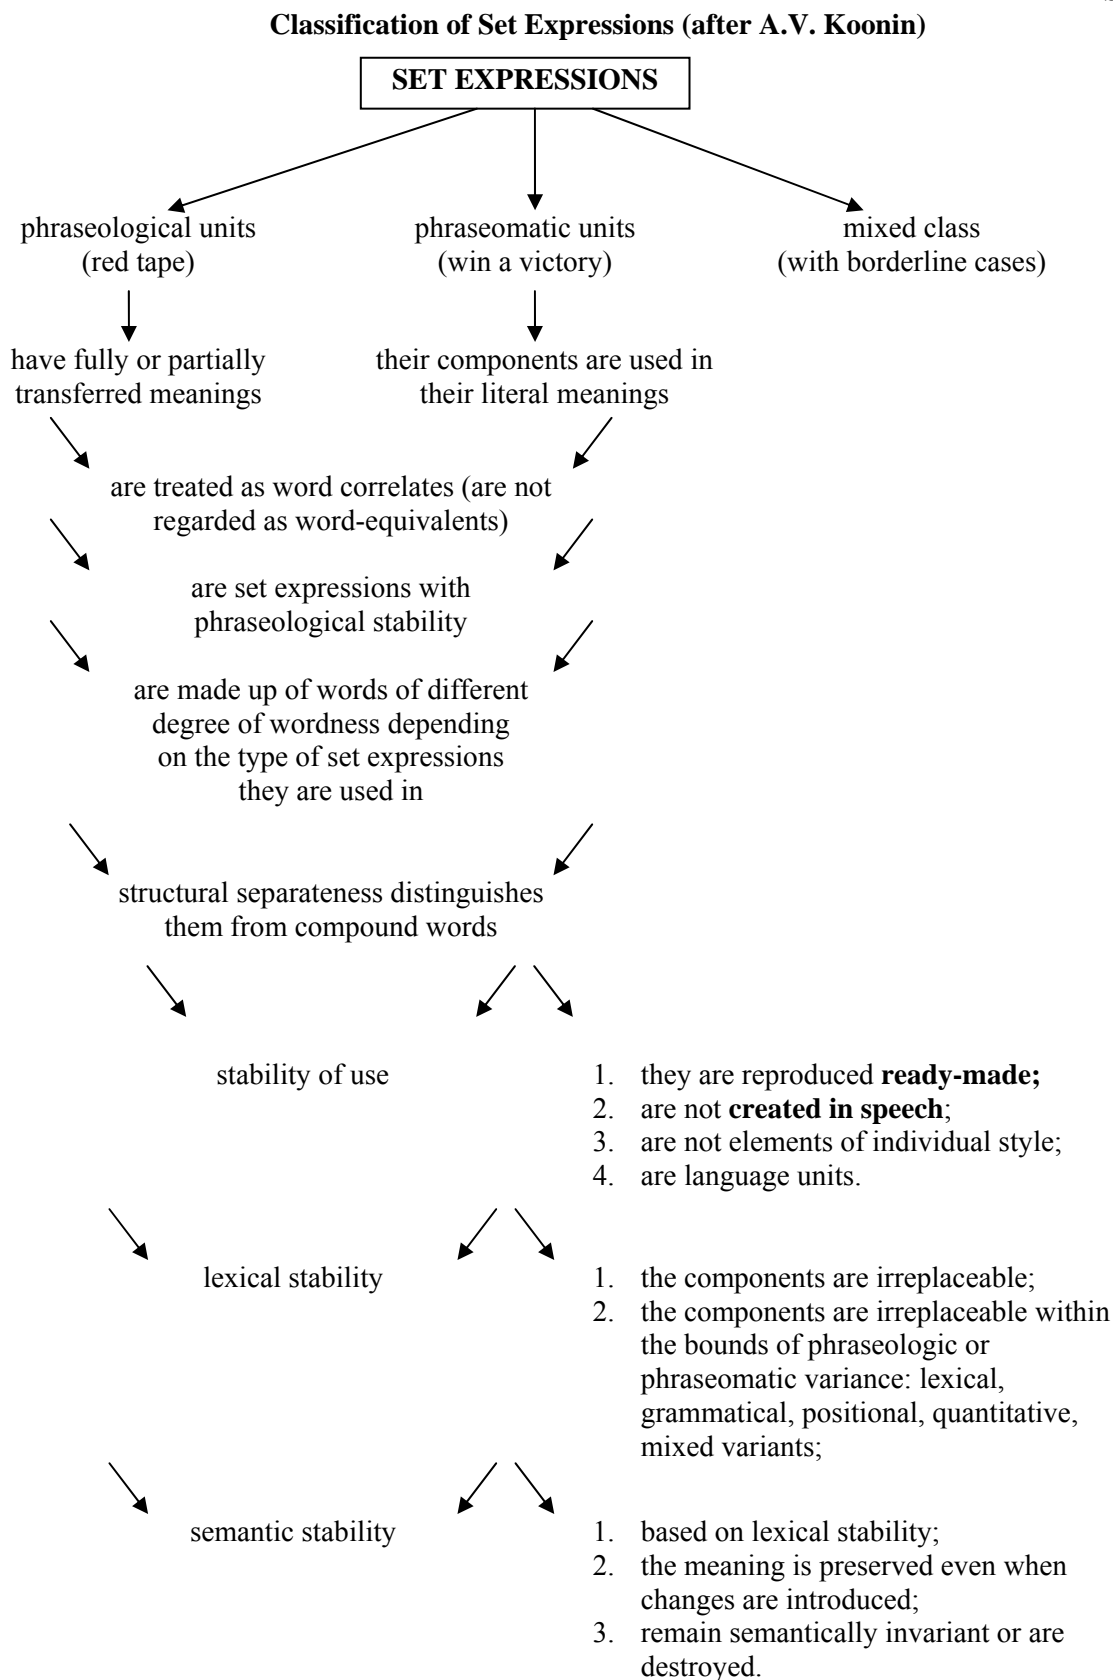 Classification of Set Expressions (after A.V. Koonin)
SET EXPRESSIONS
phraseological units
(red tape)
phraseomatic units
(win a victory)
mixed class
(with borderline cases)
have fully or partially
transferred meanings
their components are used in
their literal meanings
are treated as word correlates (are not
regarded as word-equivalents)
are set expressions with
phraseological stability
are made up of words of different
degree of wordness depending
on the type of set expressions
they are used in
structural separateness distinguishes
them from compound words
stability of use
1. they are reproduced ready-made;
2. are not created in speech;
3. are not elements of individual style;
4. are language units.
lexical stability
1. the components are irreplaceable;
2. the components are irreplaceable within
the bounds of phraseologic or
phraseomatic variance: lexical,
grammatical, positional, quantitative,
mixed variants;
semantic stability
1. based on lexical stability;
2. the meaning is preserved even when
changes are introduced;
3. remain semantically invariant or are
destroyed.